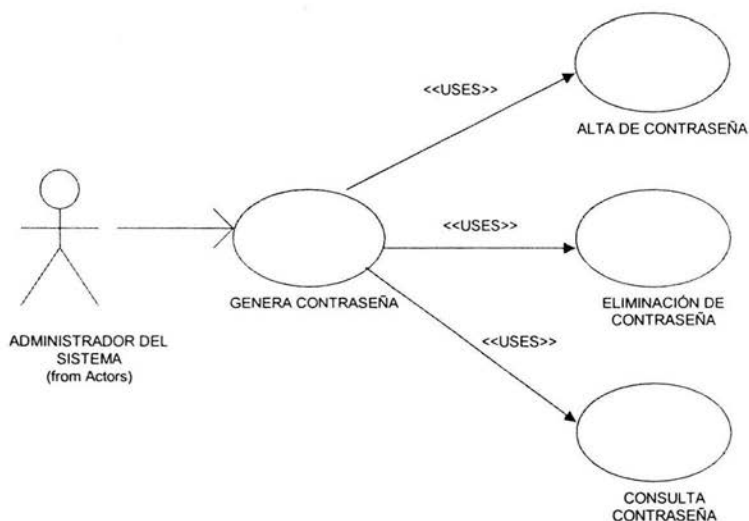 <<USES>>
ALTA DE CONTRASEÑA
<<USES>>
GENERA CONTRASEÑA
ELIMINACIÓN DE
CONTRASEÑA
ADMINISTRADOR DEL
SISTEMA
(from Actors)
<<USES>>
CONSULTA
CONTRASEÑA